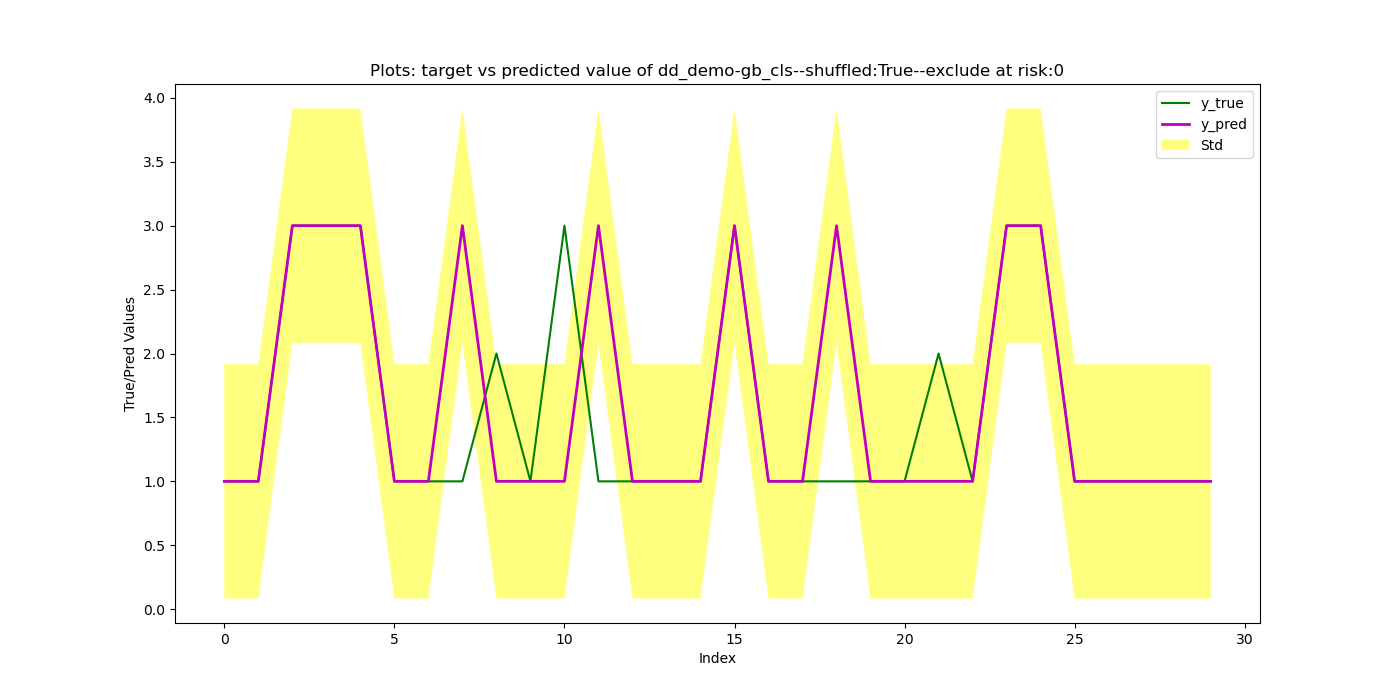 Plots: target vs predicted value of dd_demo-gb_cls--shuffled:True--exclude at risk:0
y_true
y_pred
Std
True/Pred Values
4.0
3.5
3.0
2.5
2.0
1.5
1.0
0.5
0.0
0 5 10 15 20 25 30
Index